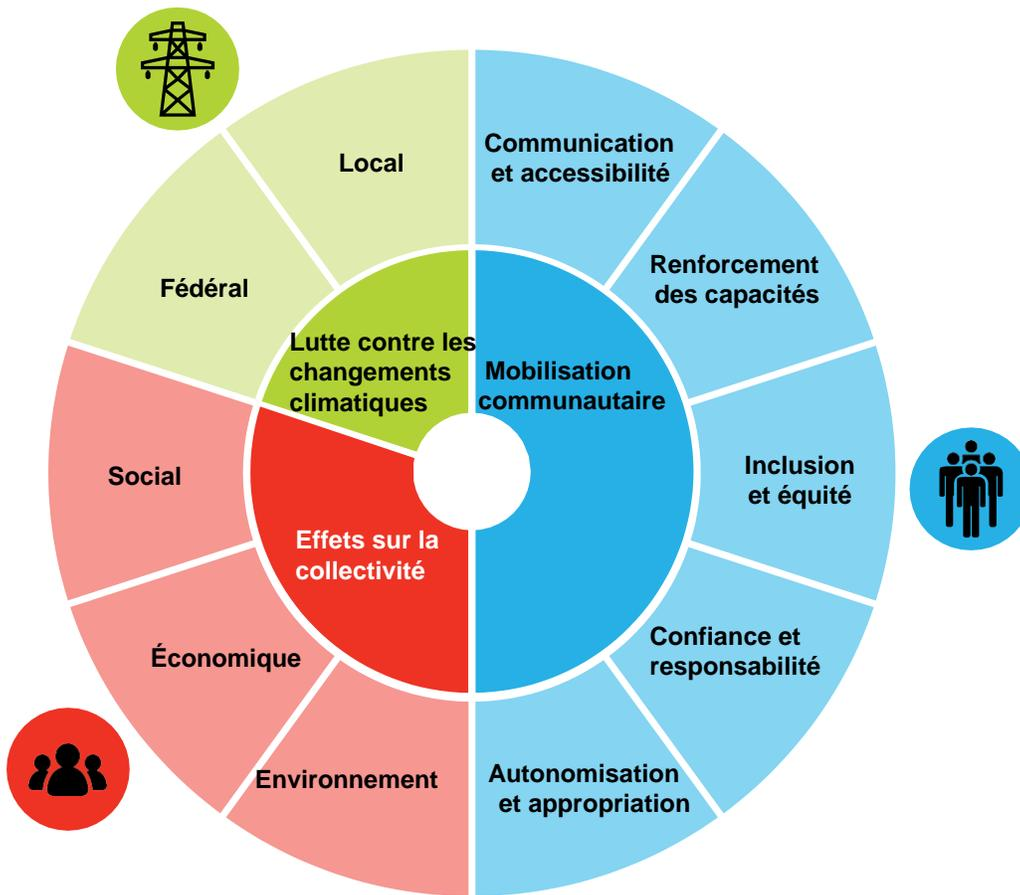 Local
Communication
et accessibilité
Renforcement
des capacités
Fédéral
Lutte contre les
changements
climatiques
Mobilisation
communautaire
Inclusion
et équité
Social
Effets sur la
collectivité
Confiance et
responsabilité
Économique
Environnement
Autonomisation
et appropriation